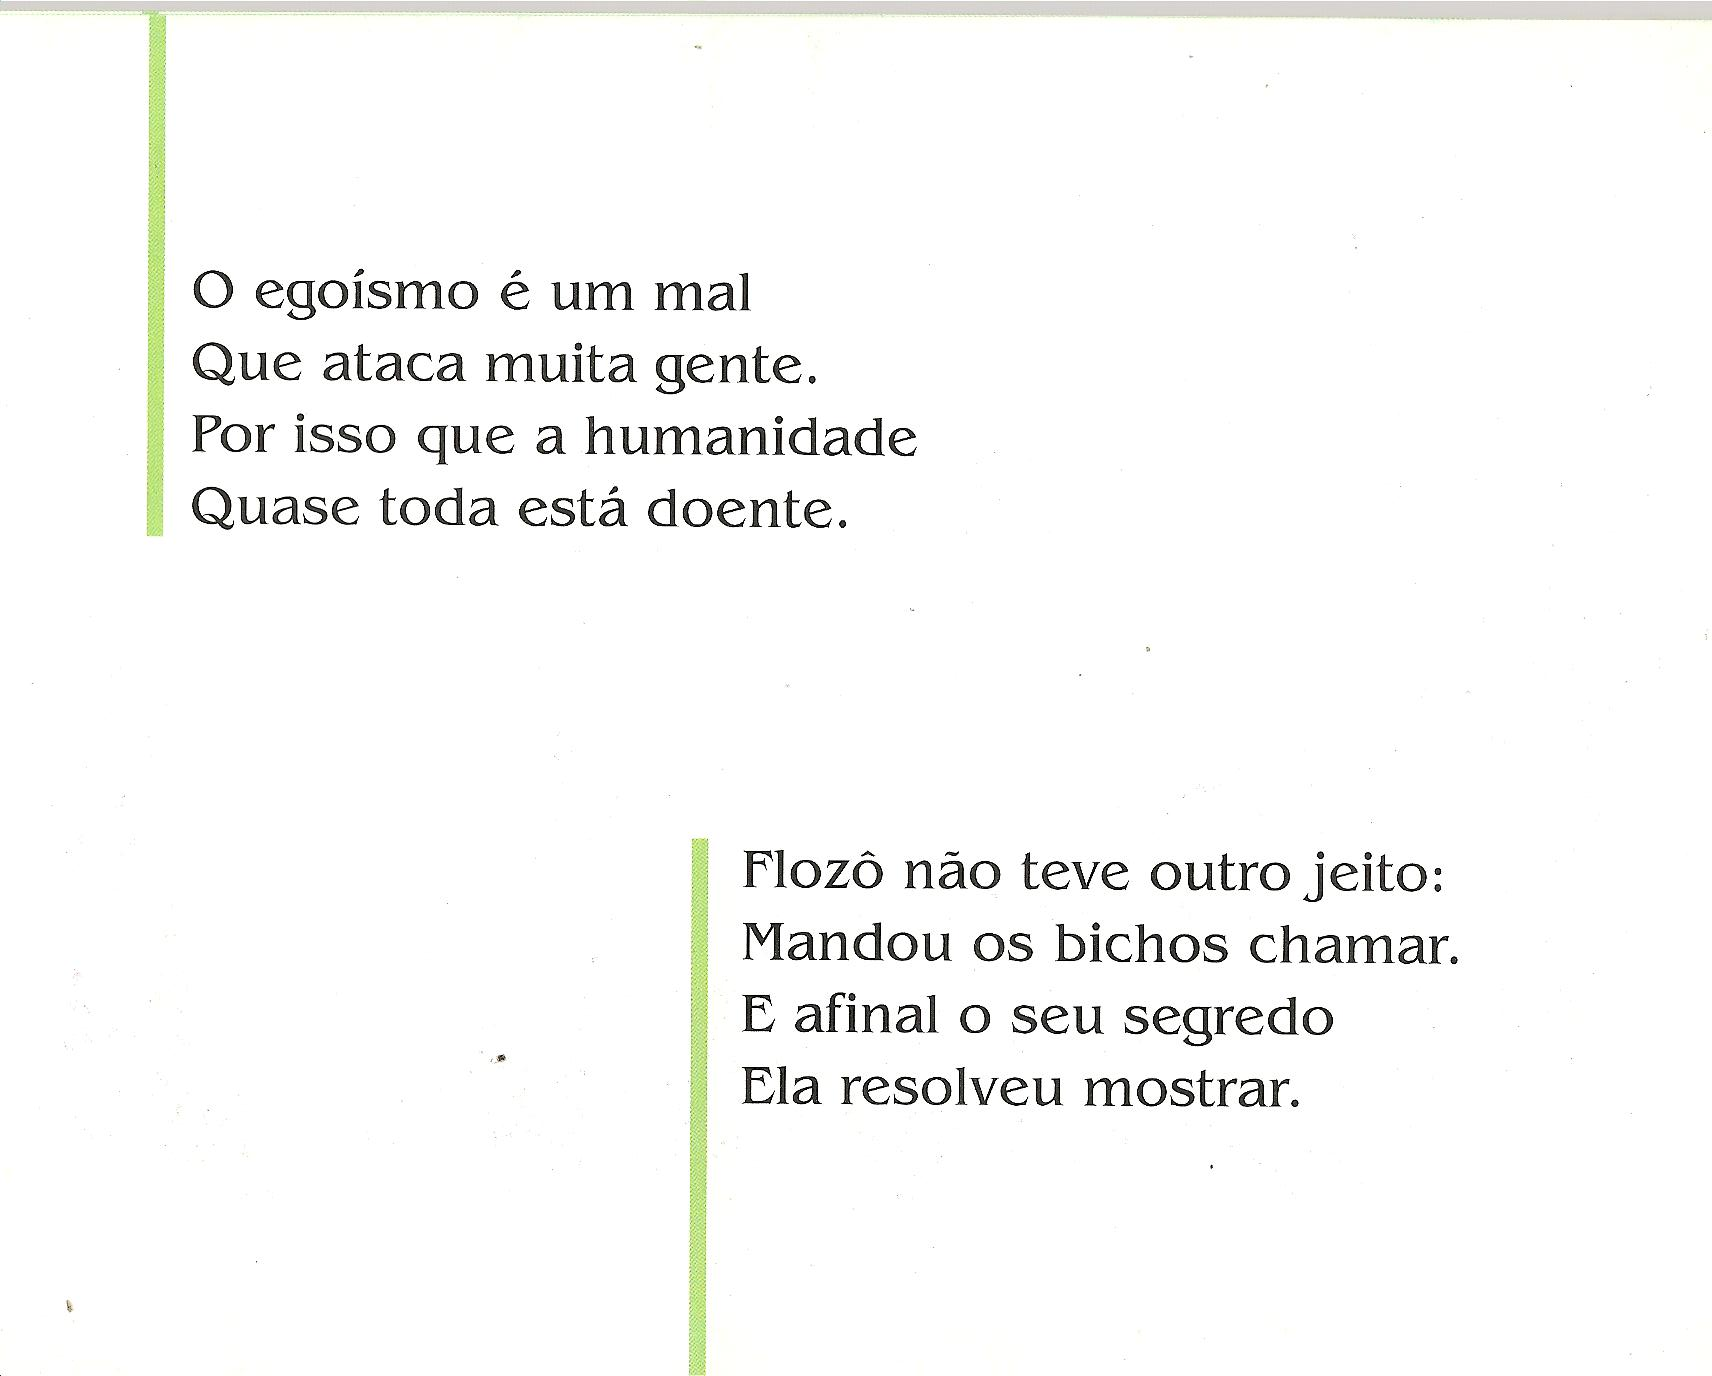 O egoísmo é um mal
Que ataca muita gente.
Por isso que a humanidade
Quase toda está doente.
Flozô não teve outro jeito:
Mandou os bichos chamar.
E afinal o seu segredo
Ela resolveu mostrar.